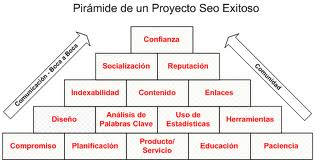 Pirámide de un Proyecto Seo Exitoso
Comunicación - Boca a Boca
Comunidad
Confianza
Socialización
Reputación
Indexabilidad
Contenido
Enlaces
Diseño
Análisis de
Palabras Clave
Uso de
Estadísticas
Herramientas
Compromiso
Planificación
Producto/
Servicio
Educación
Paciencia